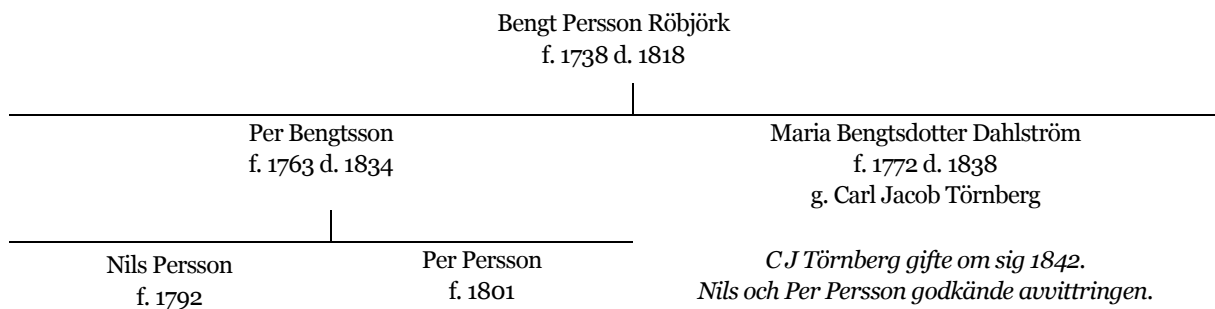 Bengt Persson Röbjörk
f. 1738 d. 1818
Per Bengtsson
f. 1763 d. 1834
Maria Bengtsdotter Dahlström
f. 1772 d. 1838
g. Carl Jacob Törnberg
Nils Persson
f. 1792
Per Persson
f. 1801
C J Törnberg gifte om sig 1842.
Nils och Per Persson godkände avvittringen.